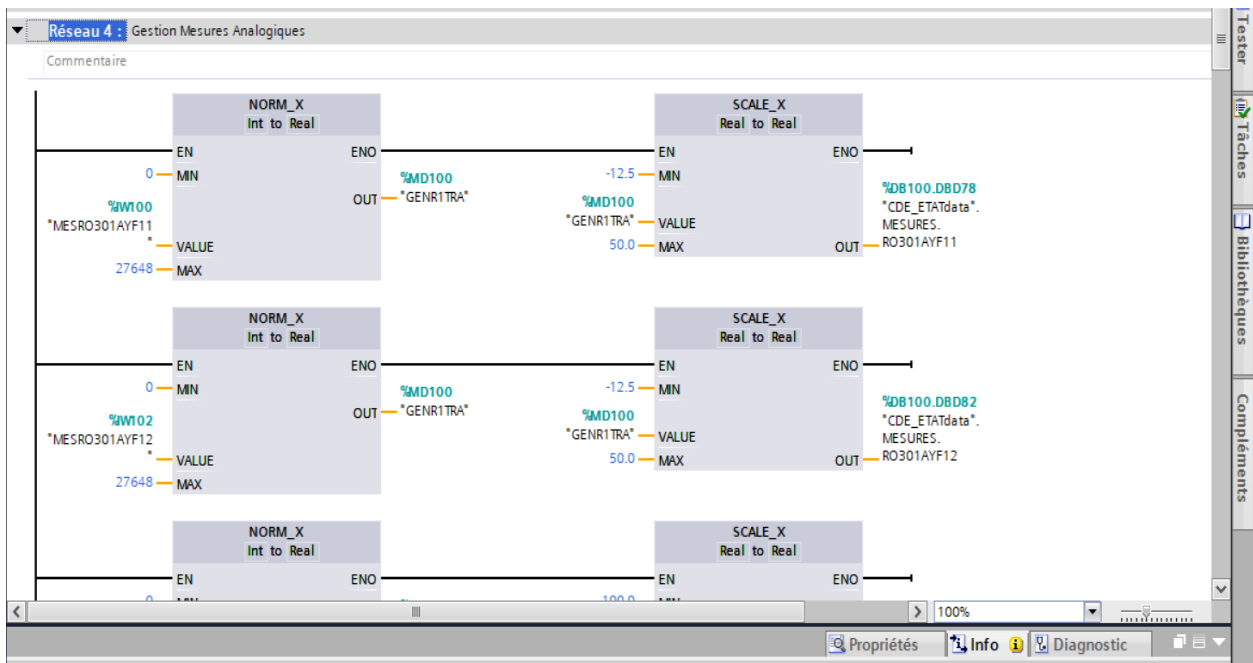 Réseau 4 : Gestion Mesures Analogiques
Commentaire
NORM_X
Int to Real
EN
ENO
0
MIN
%IW100
"MESRO301AYF11
"
VALUE
27648
MAX
OUT
%MD100
"GENR1TRA"
SCALE_X
Real to Real
EN
ENO
-12.5
MIN
%MD100
"GENR1TRA"
VALUE
50.0
MAX
OUT
%DB100.DBD78
"CDE_ETATdata".
MESURES.
RO301AYF11
NORM_X
Int to Real
EN
ENO
0
MIN
%IW102
"MESRO301AYF12
"
VALUE
27648
MAX
OUT
%MD100
"GENR1TRA"
SCALE_X
Real to Real
EN
ENO
-12.5
MIN
%MD100
"GENR1TRA"
VALUE
50.0
MAX
OUT
%DB100.DBD82
"CDE_ETATdata".
MESURES.
RO301AYF12
NORM_X
Int to Real
EN
ENO
SCALE_X
Real to Real
EN
ENO
100%
Propriétés
Info
Diagnostic
Tester
Tâches
Bibliothèques
Compléments